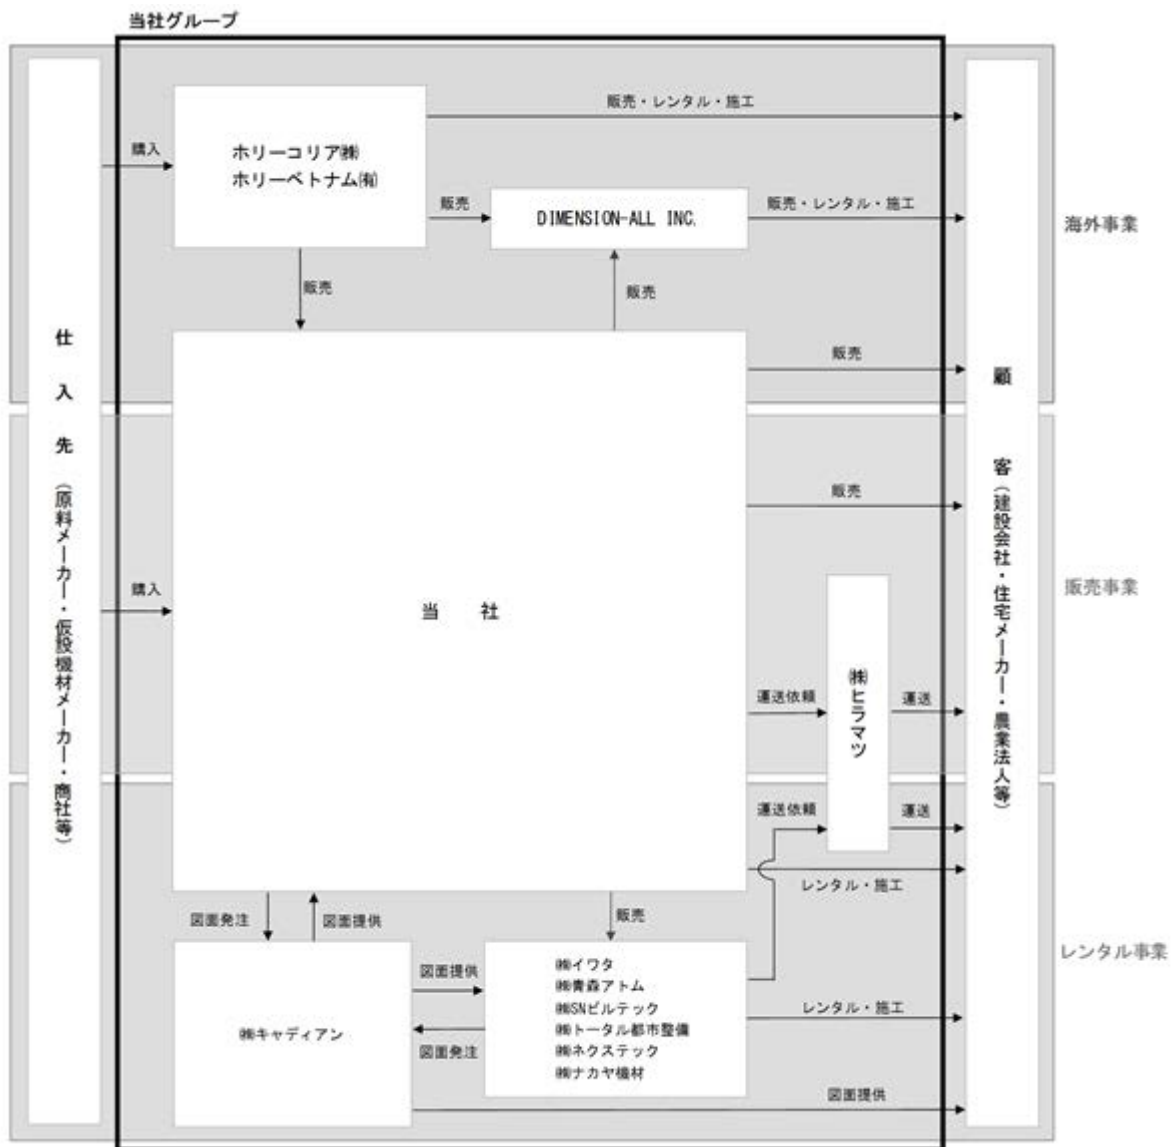 当社グループ
販売・レンタル・施工
購入
ホリーコリア㈱
ホリーベトナム㈲
販売
DIMENSION-ALL INC.
販売・レンタル・施工
海外事業
販売
販売
販売
仕入先（原料メーカー・仮設機材メーカー・商社等）
顧客（建設会社・住宅メーカー・農業法人等）
販売
購入
当社
販売事業
㈱ヒラマツ
運送依頼
運送
運送依頼
運送
レンタル・施工
図面発注
図面提供
販売
レンタル事業
図面提供
㈱イワタ
㈱青森アトム
㈱SNビルテック
㈱トータル都市整備
㈱ネクステック
㈱ナカヤ機材
レンタル・施工
㈱キャディアン
図面発注
図面提供